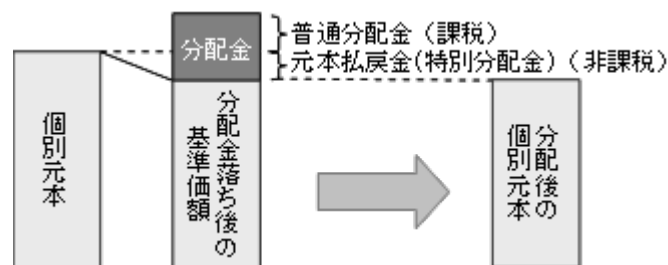 分配金
普通分配金（課税）
元本払戻金(特別分配金)（非課税）
個別元本
分配金落ち後の
基準価額
分配後の
個別元本